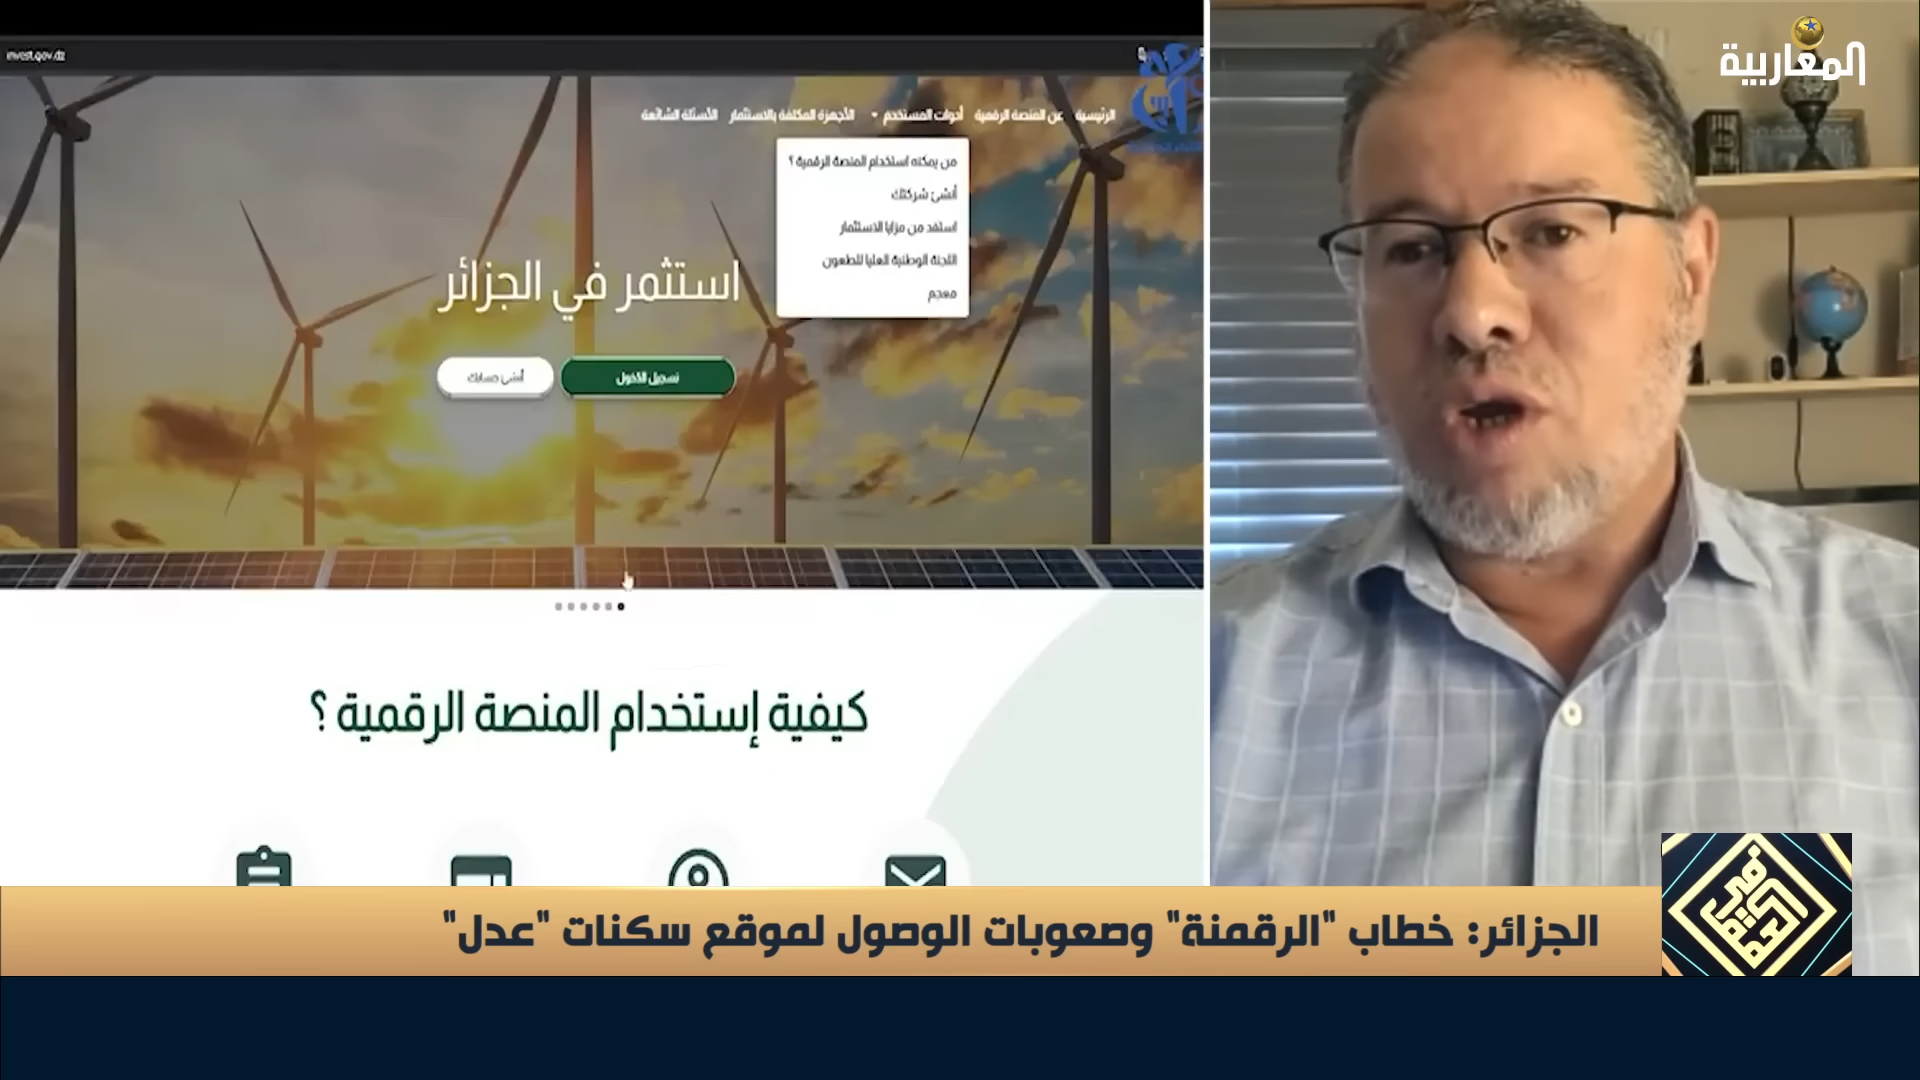 المغاربية
invest.gov.dz
الرئيسية
عن المنصة الرقمية
أدوات المستخدم
الأجهزة المكلفة بالاستثمار
الأسئلة الشائعة
من يمكنه استخدام المنصة الرقمية ؟
أنشئ شركتك
استفد من مزايا الاستثمار
اللجنة الوطنية العليا للطعون
معجم
استثمر في الجزائر
تسجيل الدخول
أنشئ حسابك
كيفية إستخدام المنصة الرقمية ؟
الجزائر: خطاب "الرقمنة" وصعوبات الوصول لموقع سكنات "عدل"
في العمق